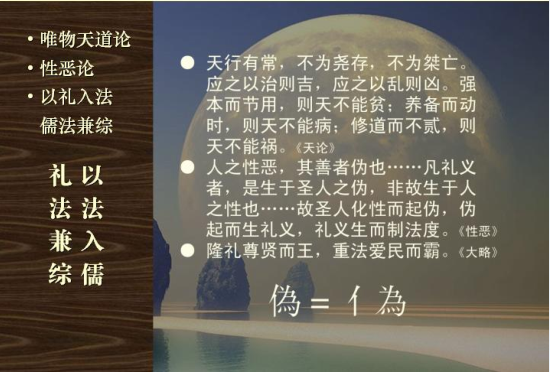 • 唯物天道论
• 性恶论
• 以礼入法
儒法兼综
礼 以
法 法
兼 入
综 儒
● 天行有常，不为尧存，不为桀亡。
应之以治则吉，应之以乱则凶。强
本而节用，则天不能贫；养备而动
时，则天不能病；修道而不贰，则
天不能祸。《天论》
● 人之性恶，其善者伪也……凡礼义
者，是生于圣人之伪，非故生于人
之性也……故圣人化性而起伪，伪
起而生礼义，礼义生而制法度。《性恶》
● 隆礼尊贤而王，重法爱民而霸。《大略》
偽 = 亻為